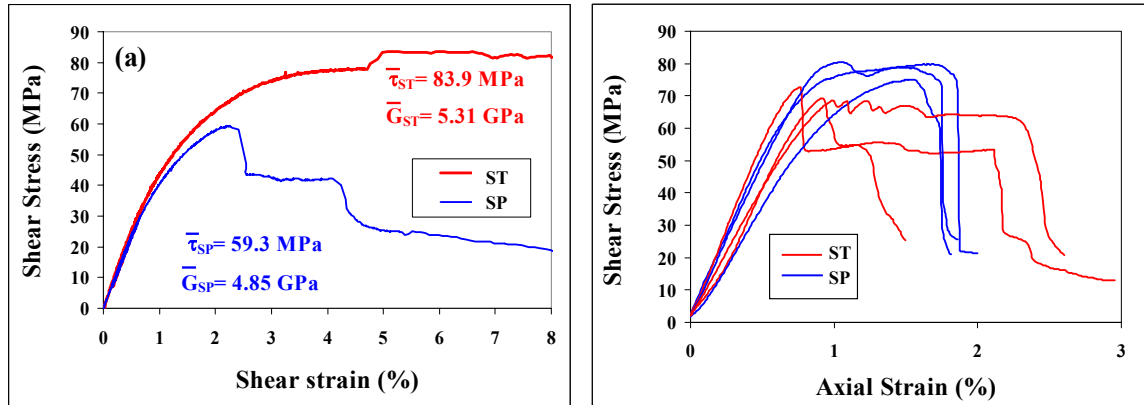 (a)
Shear Stress (MPa)
90
80
70
60
50
40
30
20
10
0
τ̅ST= 83.9 MPa
G̅ST= 5.31 GPa
ST
SP
τ̅SP= 59.3 MPa
G̅SP= 4.85 GPa
0 1 2 3 4 5 6 7 8
Shear strain (%)
Shear Stress (MPa)
90
80
70
60
50
40
30
20
10
0
ST
SP
0 1 2 3
Axial Strain (%)